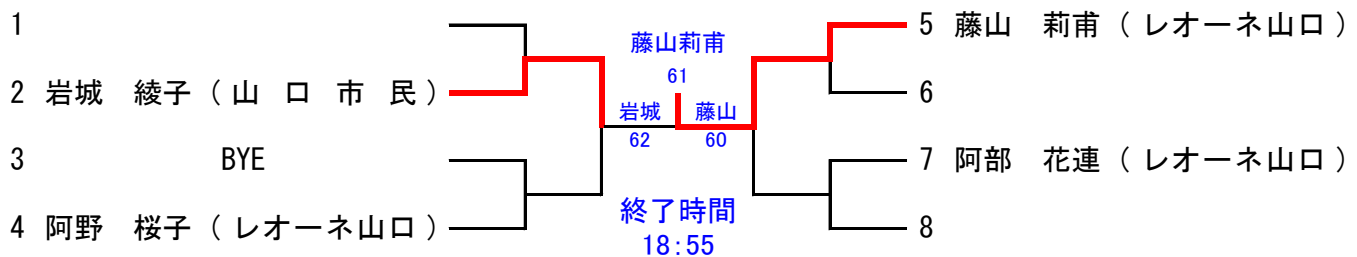 1
2 岩城 綾子 ( 山 口 市 民 )
3 BYE
4 阿野 桜子 ( レオーネ山口 )
藤山莉甫
61
岩城 藤山
62 60
終了時間
18:55
5 藤山 莉甫 ( レオーネ山口 )
6
7 阿部 花連 ( レオーネ山口 )
8